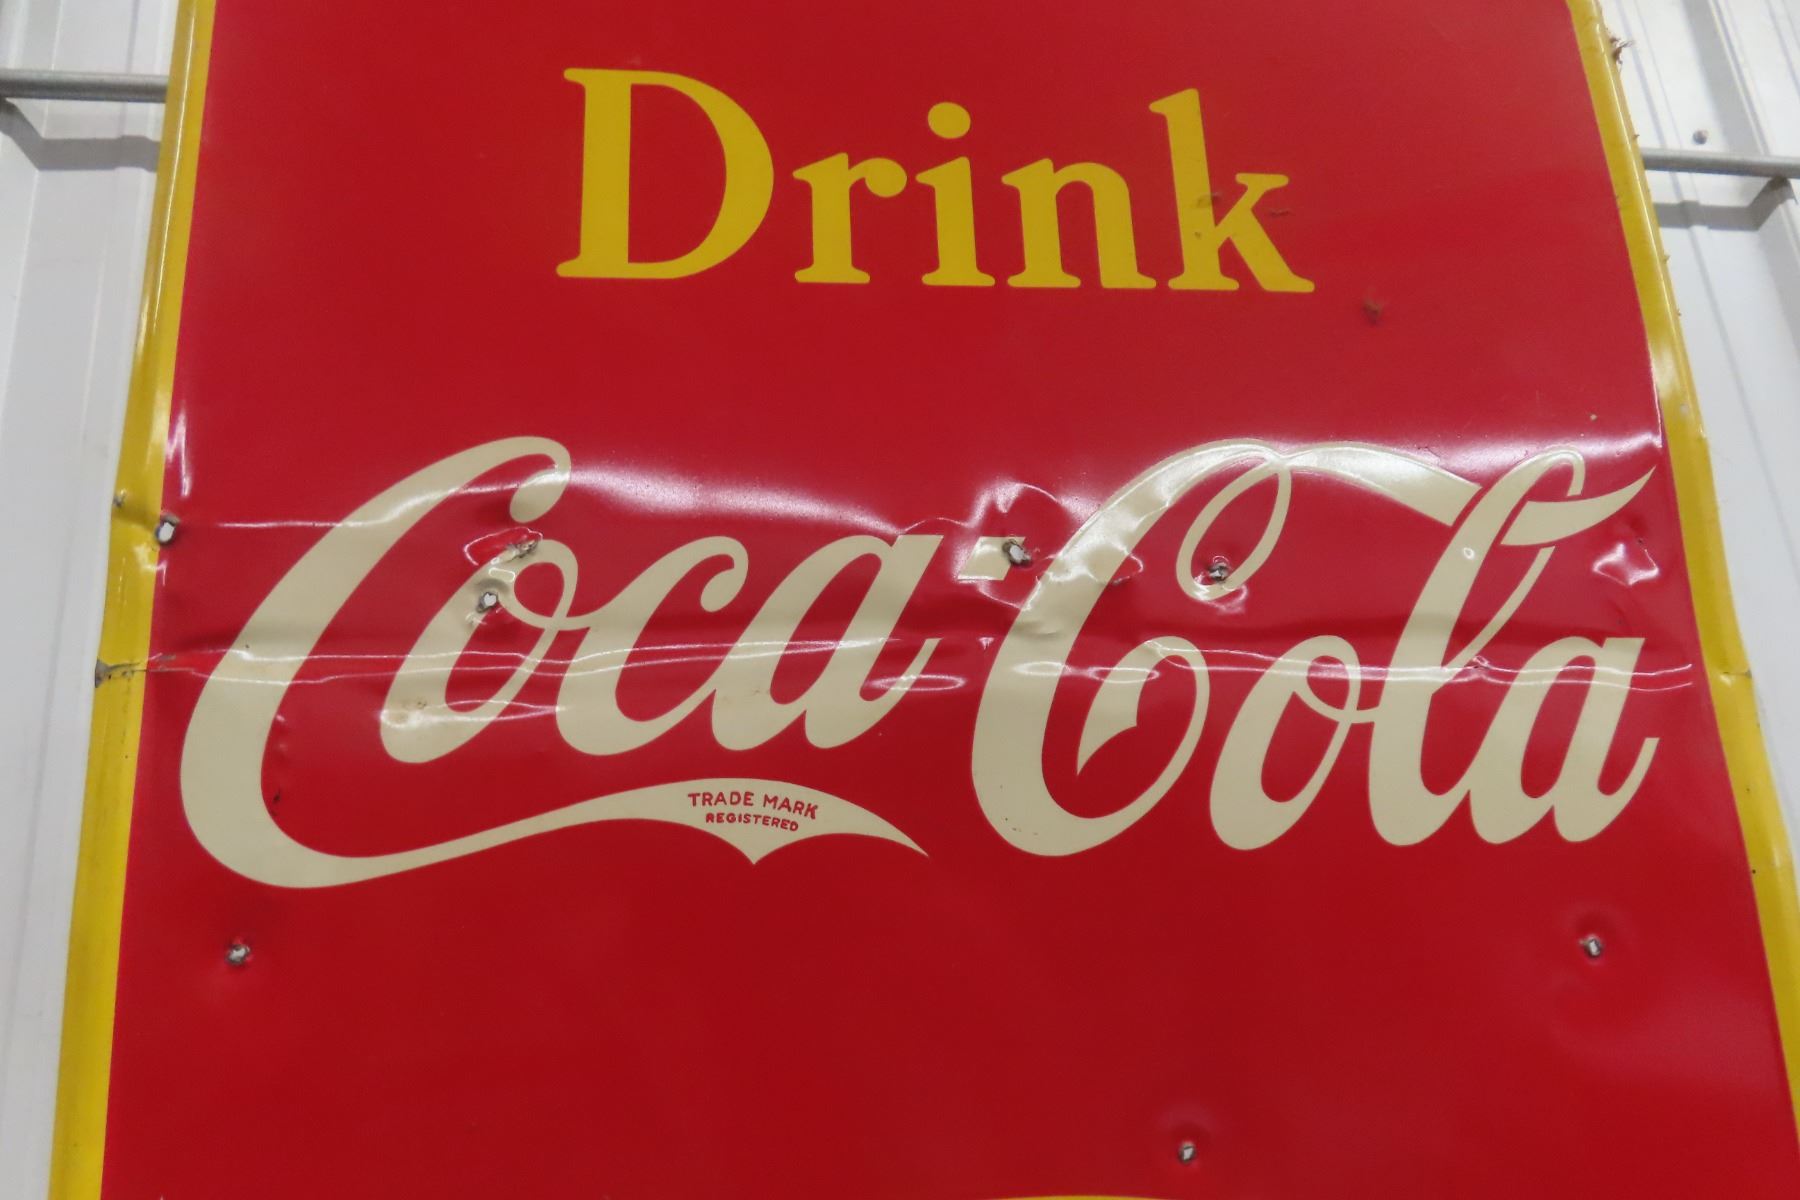 Drink
Coca-Cola
TRADE MARK
REGISTERED